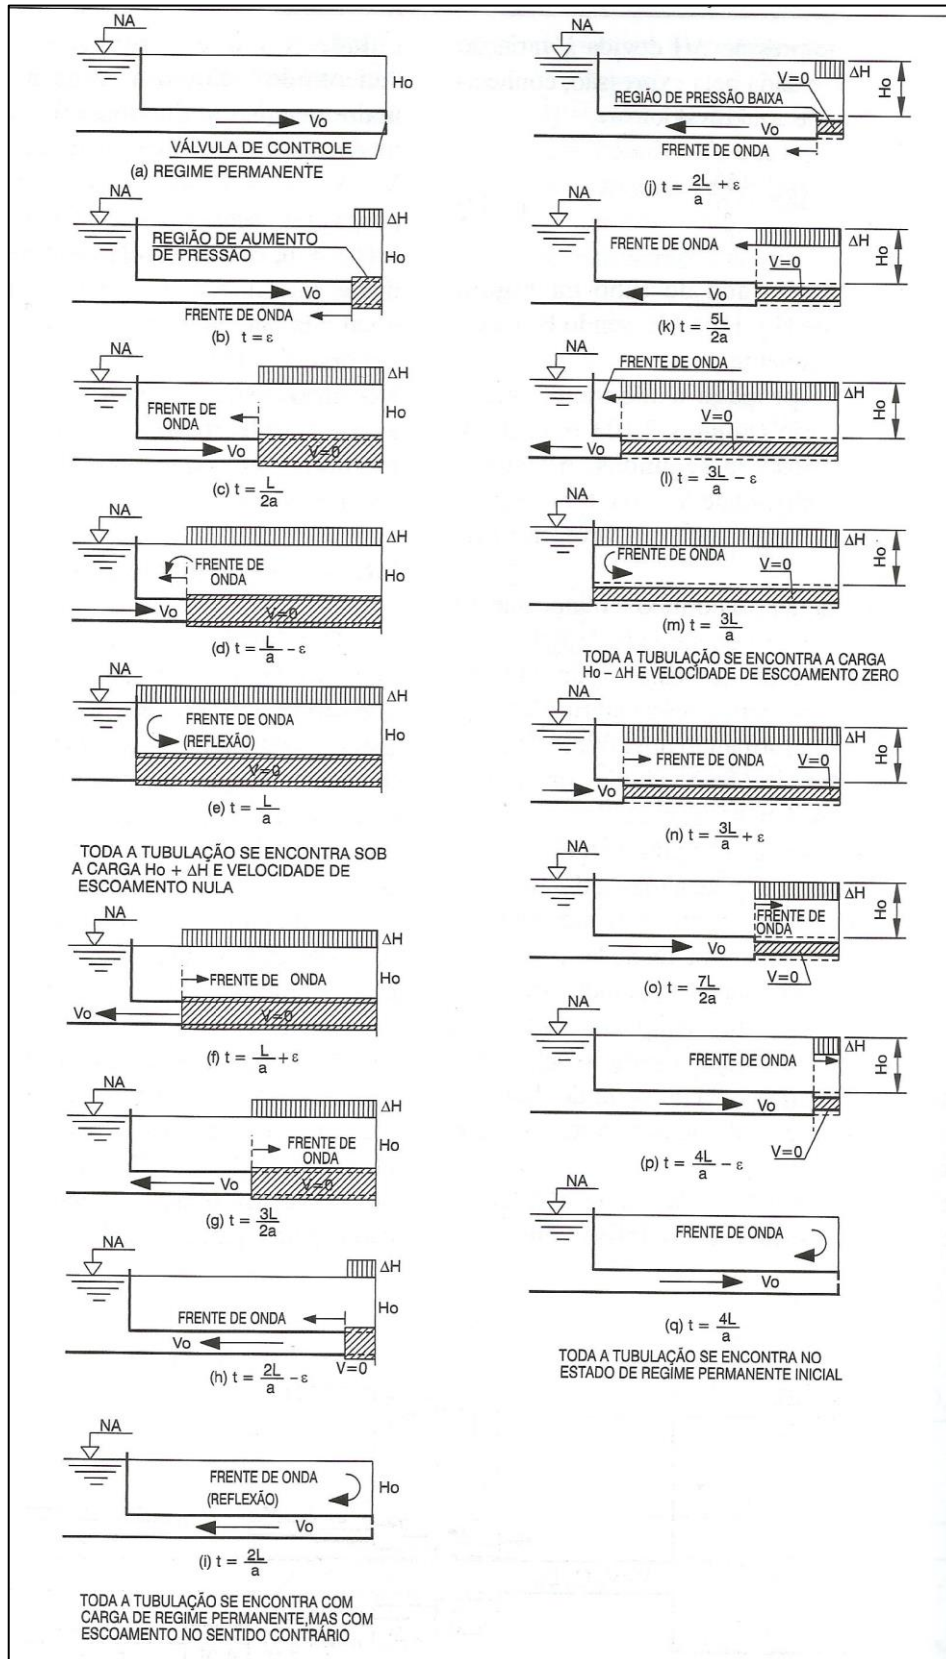 NA
Ho
Vo
VÁLVULA DE CONTROLE
(a) REGIME PERMANENTE
NA
ΔH
REGIÃO DE AUMENTO
DE PRESSAO
Ho
Vo
FRENTE DE ONDA
(b) t = ε
NA
ΔH
FRENTE DE
ONDA
Ho
Vo
V=0
(c) t = L/2a
NA
ΔH
FRENTE DE
ONDA
Ho
Vo
V=0
(d) t = L/a - ε
NA
ΔH
FRENTE DE ONDA
(REFLEXÃO)
Ho
V=0
(e) t = L/a
TODA A TUBULAÇÃO SE ENCONTRA SOB
A CARGA Ho + ΔH E VELOCIDADE DE
ESCOAMENTO NULA
NA
ΔH
FRENTE DE ONDA
Ho
Vo
V=0
(f) t = L/a + ε
NA
ΔH
FRENTE DE
ONDA
Ho
Vo
V=0
(g) t = 3L/2a
NA
ΔH
Ho
FRENTE DE ONDA
Vo
V=0
(h) t = 2L/a - ε
NA
FRENTE DE ONDA
(REFLEXÃO)
Ho
Vo
(i) t = 2L/a
TODA A TUBULAÇÃO SE ENCONTRA COM
CARGA DE REGIME PERMANENTE,MAS COM
ESCOAMENTO NO SENTIDO CONTRÁRIO
NA
V=0
ΔH
Ho
REGIÃO DE PRESSÃO BAIXA
Vo
FRENTE DE ONDA
(j) t = 2L/a + ε
NA
FRENTE DE ONDA
ΔH
Ho
V=0
Vo
(k) t = 5L/2a
NA
FRENTE DE ONDA
ΔH
Ho
V=0
Vo
(l) t = 3L/a - ε
NA
ΔH
FRENTE DE ONDA
Ho
V=0
(m) t = 3L/a
TODA A TUBULAÇÃO SE ENCONTRA A CARGA
Ho – ΔH E VELOCIDADE DE ESCOAMENTO ZERO
NA
ΔH
FRENTE DE ONDA
Ho
V=0
Vo
(n) t = 3L/a + ε
NA
ΔH
FRENTE DE
ONDA
Ho
Vo
V=0
(o) t = 7L/2a
NA
ΔH
FRENTE DE ONDA
Ho
Vo
V=0
(p) t = 4L/a - ε
NA
FRENTE DE ONDA
Vo
(q) t = 4L/a
TODA A TUBULAÇÃO SE ENCONTRA NO
ESTADO DE REGIME PERMANENTE INICIAL